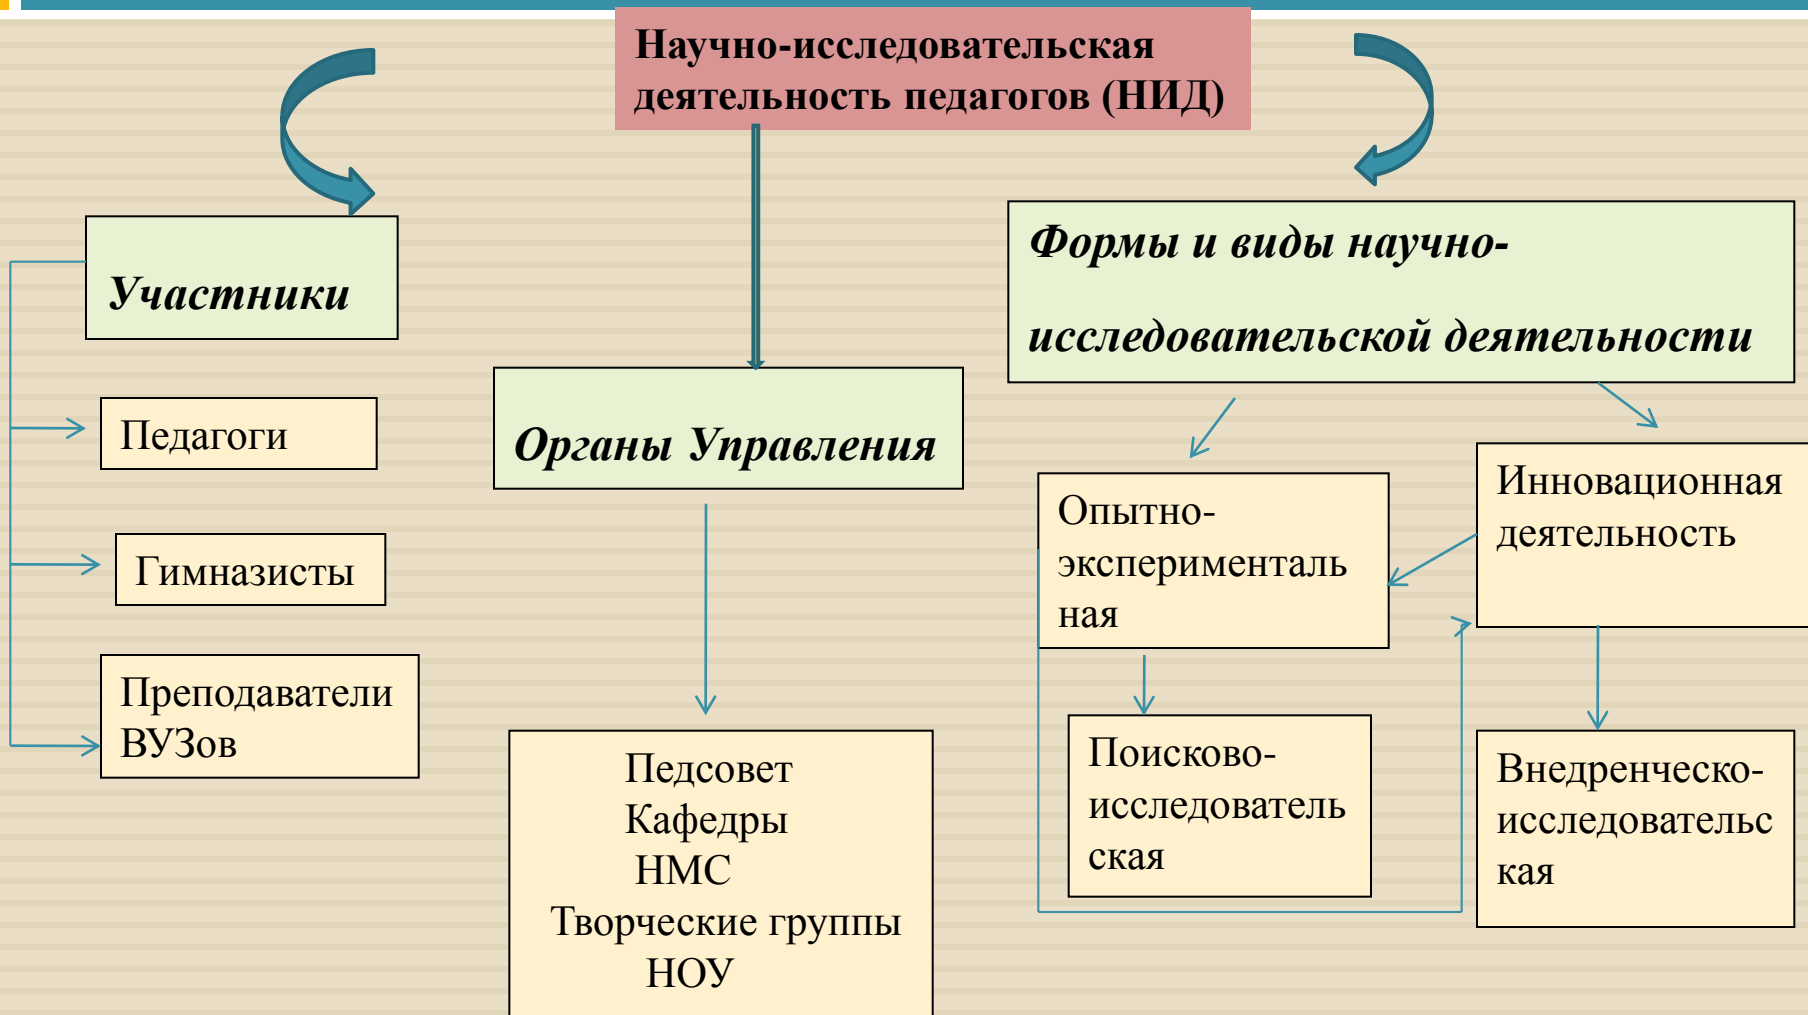 Научно-исследовательская
деятельность педагогов (НИД)
Участники
Педагоги
Гимназисты
Преподаватели
ВУЗов
Органы Управления
Педсовет
Кафедры
НМС
Творческие группы
НОУ
Формы и виды научно-
исследовательской деятельности
Опытно-
эксперименталь
ная
Поисково-
исследователь
ская
Инновационная
деятельность
Внедренческо-
исследовательс
кая